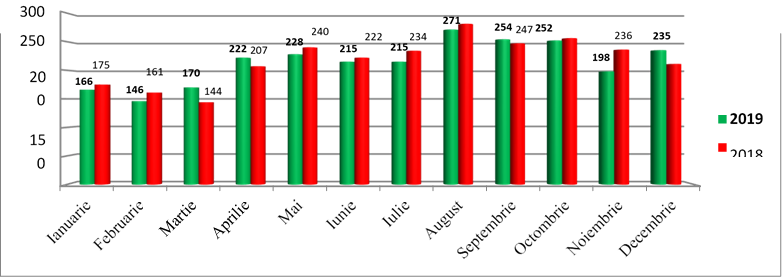 300
250
20
0
15
0
166
175
146
161
170
144
222
207
228
240
215
222
215
234
271
254
247
252
198
236
235
Ianuarie
Februarie
Martie
Aprilie
Mai
Iunie
Iulie
August
Septembrie
Octombrie
Noiembrie
Decembrie
2019
2018